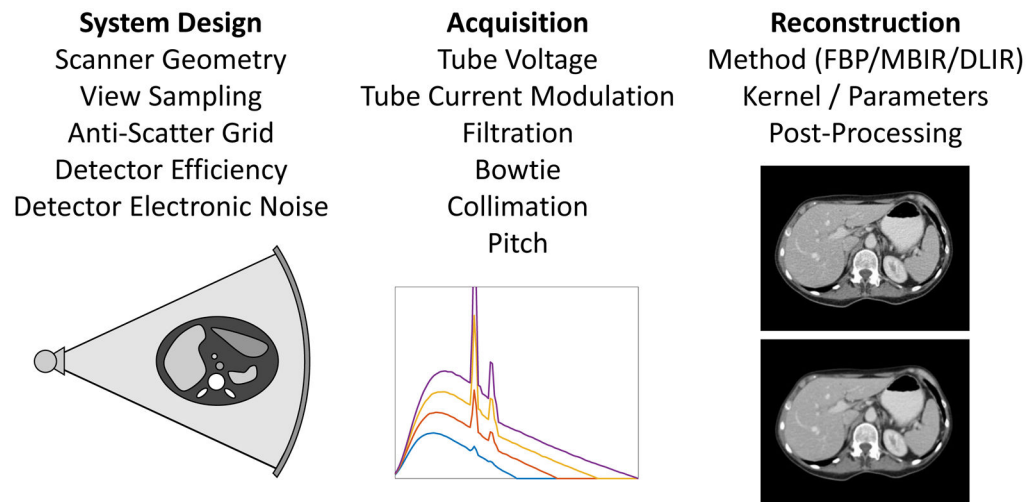 System Design
Scanner Geometry
View Sampling
Anti-Scatter Grid
Detector Efficiency
Detector Electronic Noise
Acquisition
Tube Voltage
Tube Current Modulation
Filtration
Bowtie
Collimation
Pitch
Reconstruction
Method (FBP/MBIR/DLIR)
Kernel / Parameters
Post-Processing